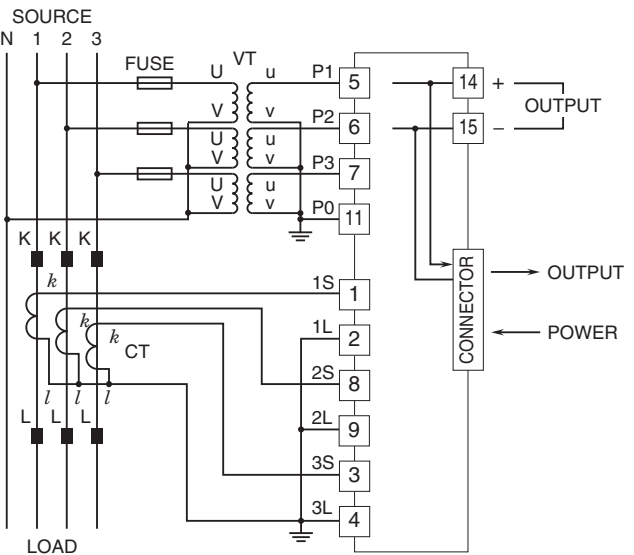 SOURCE
N 1 2 3
FUSE
VT
U u P1 5 14 +
OUTPUT
V v P2 6 15 −
U u
V v P3 7
U u
V v P0 11
K K K
k 1S 1
k
k
CT
1L 2
2S 8
l l l
L L L
2L 9
3S 3
3L 4
CONNECTOR
OUTPUT
POWER
LOAD